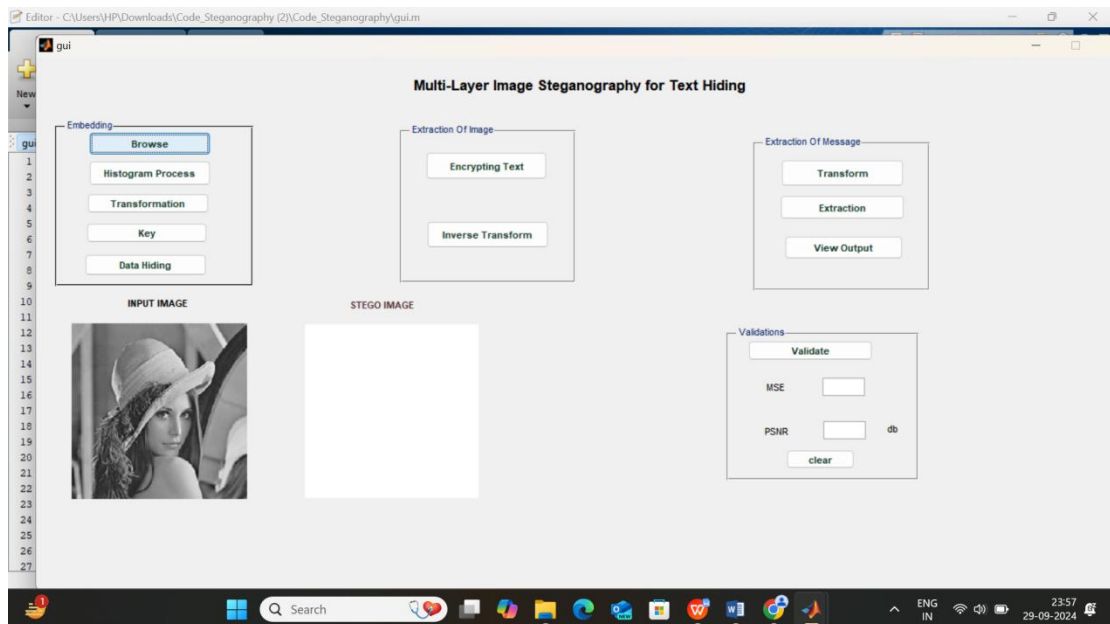 Editor - C:\Users\HP\Downloads\Code_Steganography (2)\Code_Steganography\gui.m
gui
New
gui
Multi-Layer Image Steganography for Text Hiding
Embedding
Browse
Histogram Process
Transformation
Key
Data Hiding
Extraction Of Image
Encrypting Text
Inverse Transform
Extraction Of Message
Transform
Extraction
View Output
INPUT IMAGE
STEGO IMAGE
Validations
Validate
MSE
PSNR
db
clear
1
2
3
4
5
6
7
8
9
10
11
12
13
14
15
16
17
18
19
20
21
22
23
24
25
26
27
1
Search
W
ENG
IN
23:57
29-09-2024